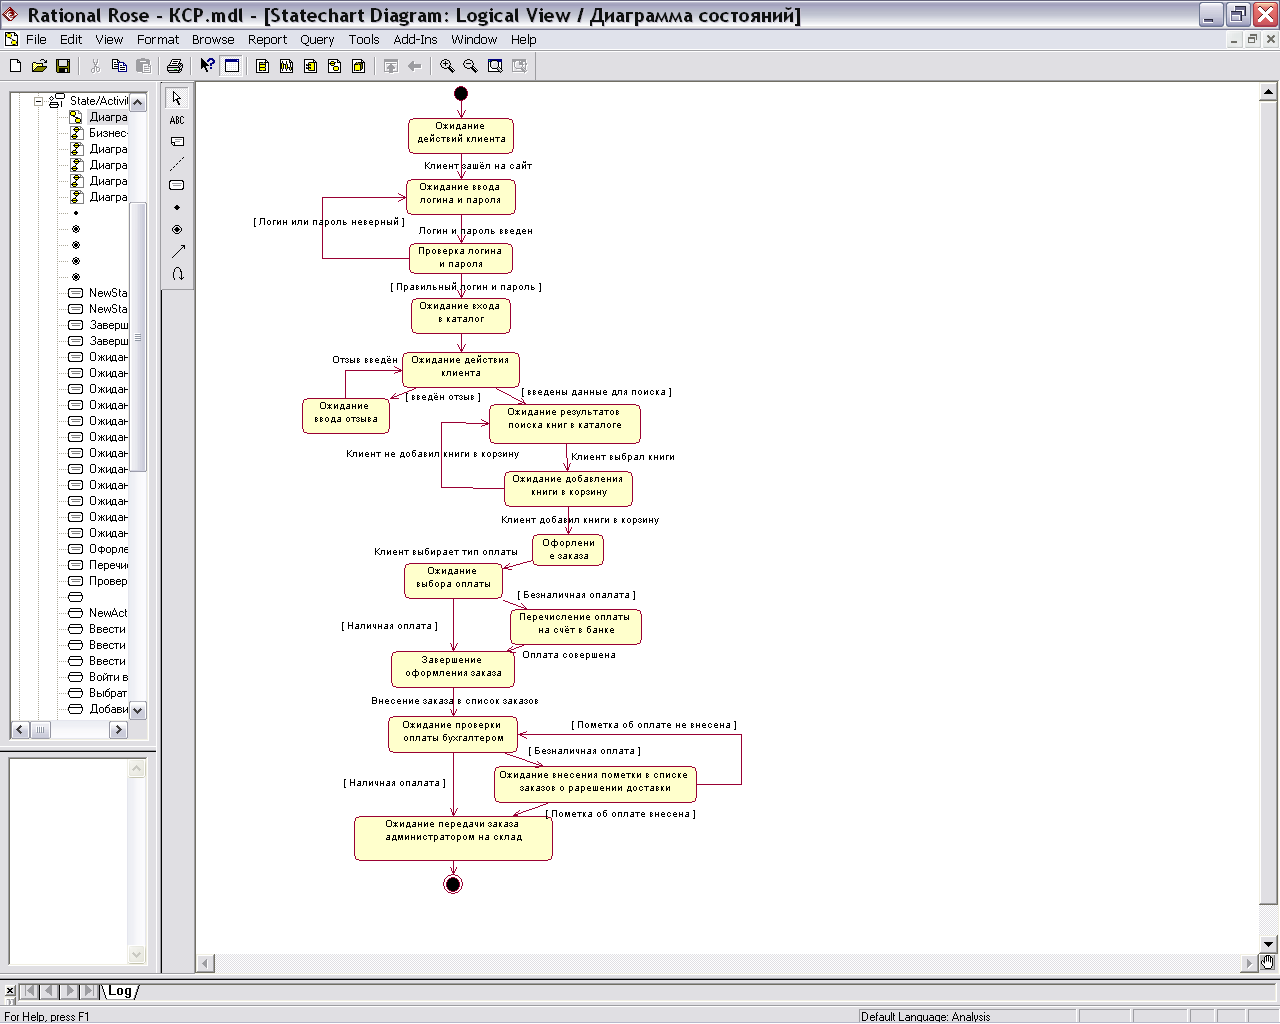 Rational Rose - КСР.mdl - [Statechart Diagram: Logical View / Диаграмма состояний]
File Edit View Format Browse Report Query Tools Add-Ins Window Help
State/Activi
Диагра
Бизнес-
Диагра
Диагра
Диагра
Диагра
NewSta
NewSta
Заверш
Заверш
Ожидан
Ожидан
Ожидан
Ожидан
Ожидан
Ожидан
Ожидан
Ожидан
Ожидан
Ожидан
Ожидан
Ожидан
Оформле
Перечис
Провер
NewAct
Ввести
Ввести
Ввести
Войти в
Выбрат
Добави
ABC
Ожидание
действий клиента
Клиент зашёл на сайт
Ожидание ввода
логина и пароля
[ Логин или пароль неверный ]
Логин и пароль введен
Проверка логина
и пароля
[ Правильный логин и пароль ]
Ожидание входа
в каталог
Отзыв введён
Ожидание действия
клиента
[ введён отзыв ]
[ введены данные для поиска ]
Ожидание
ввода отзыва
Ожидание результатов
поиска книг в каталоге
Клиент не добавил книги в корзину
Клиент выбрал книги
Ожидание добавления
книги в корзину
Клиент добавил книги в корзину
Офорлени
е заказа
Клиент выбирает тип оплаты
Ожидание
выбора оплаты
[ Безналичная опалата ]
[ Наличная оплата ]
Перечисление оплаты
на счёт в банке
Оплата совершена
Завершение
оформления заказа
Внесение заказа в список заказов
Ожидание проверки
оплаты бухгалтером
[ Пометка об оплате не внесена ]
[ Безналичная оплата ]
[ Наличная опалата ]
Ожидание внесения пометки в списке
заказов о рарешении доставки
[ Пометка об оплате внесена ]
Ожидание передачи заказа
администратором на склад
Log
For Help, press F1
Default Language: Analysis